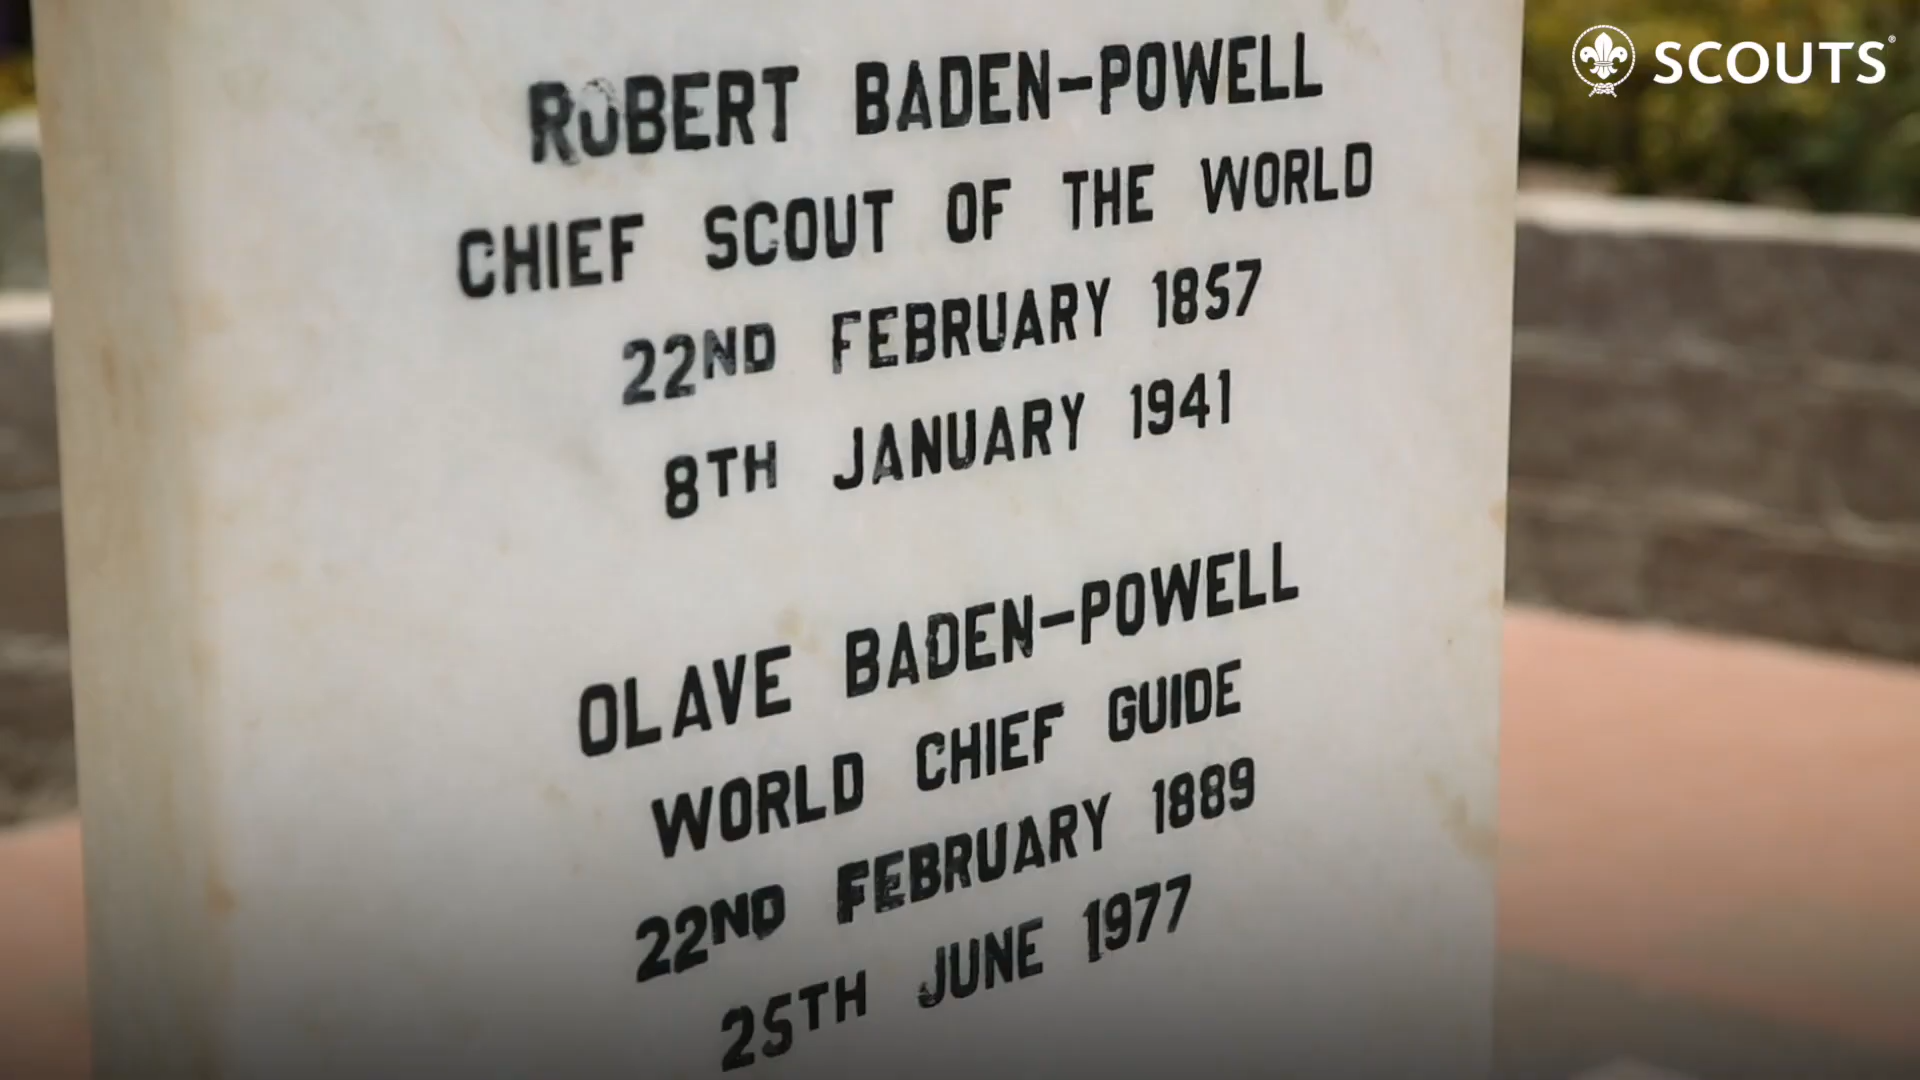 SCOUTS®
ROBERT BADEN-POWELL
CHIEF SCOUT OF THE WORLD
22ND FEBRUARY 1857
8TH JANUARY 1941
OLAVE BADEN-POWELL
WORLD CHIEF GUIDE
22ND FEBRUARY 1889
25TH JUNE 1977